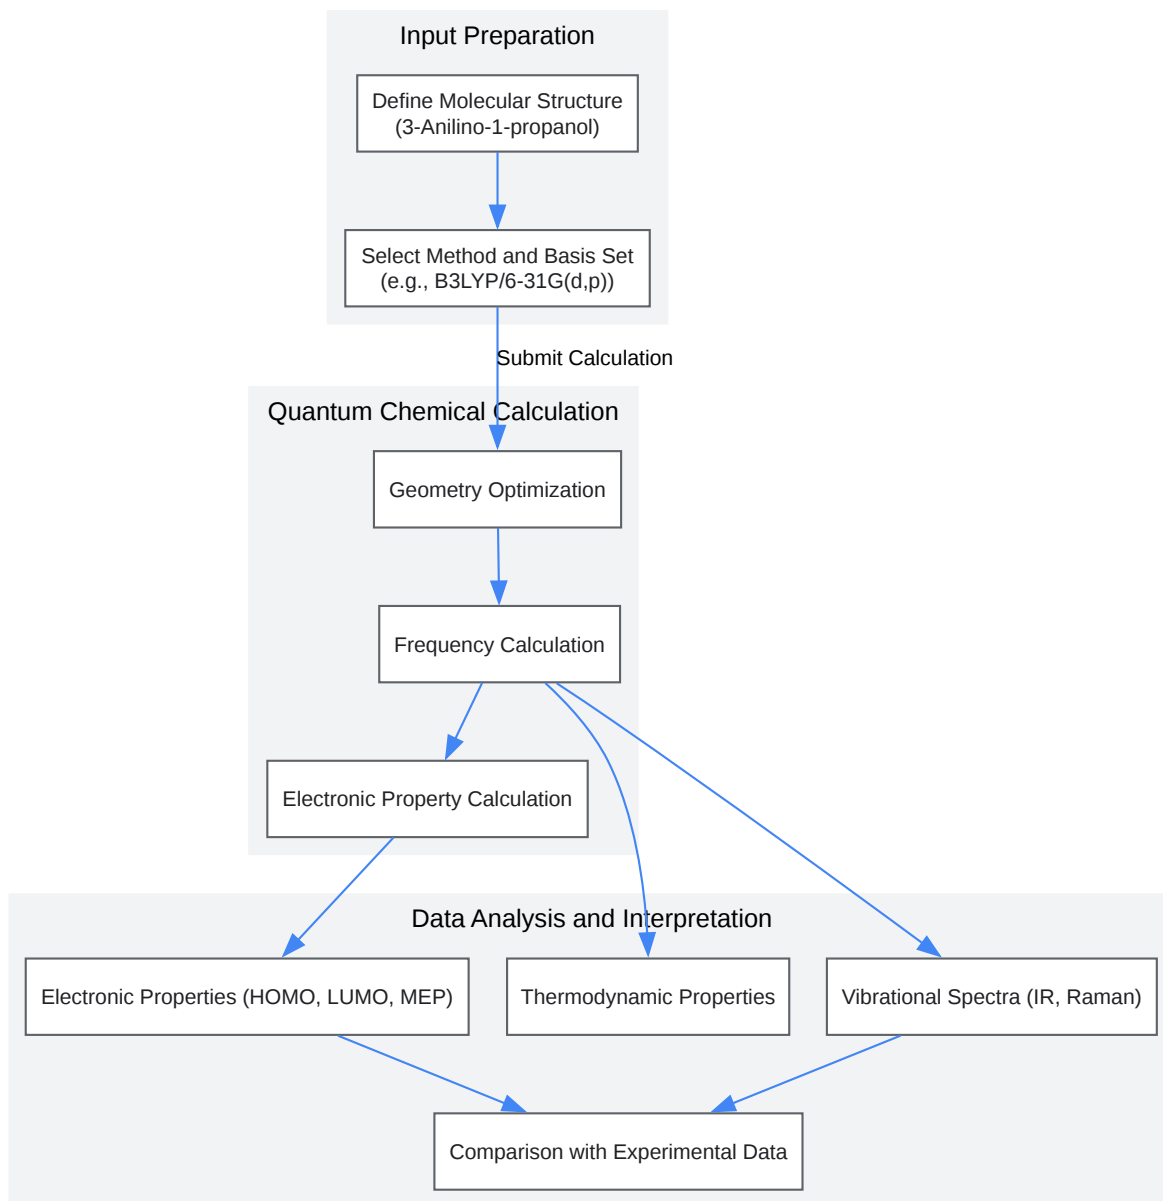 Input Preparation
Define Molecular Structure
(3-Anilino-1-propanol)
Select Method and Basis Set
(e.g., B3LYP/6-31G(d,p))
Submit Calculation
Quantum Chemical Calculation
Geometry Optimization
Frequency Calculation
Electronic Property Calculation
Data Analysis and Interpretation
Electronic Properties (HOMO, LUMO, MEP)
Thermodynamic Properties
Vibrational Spectra (IR, Raman)
Comparison with Experimental Data